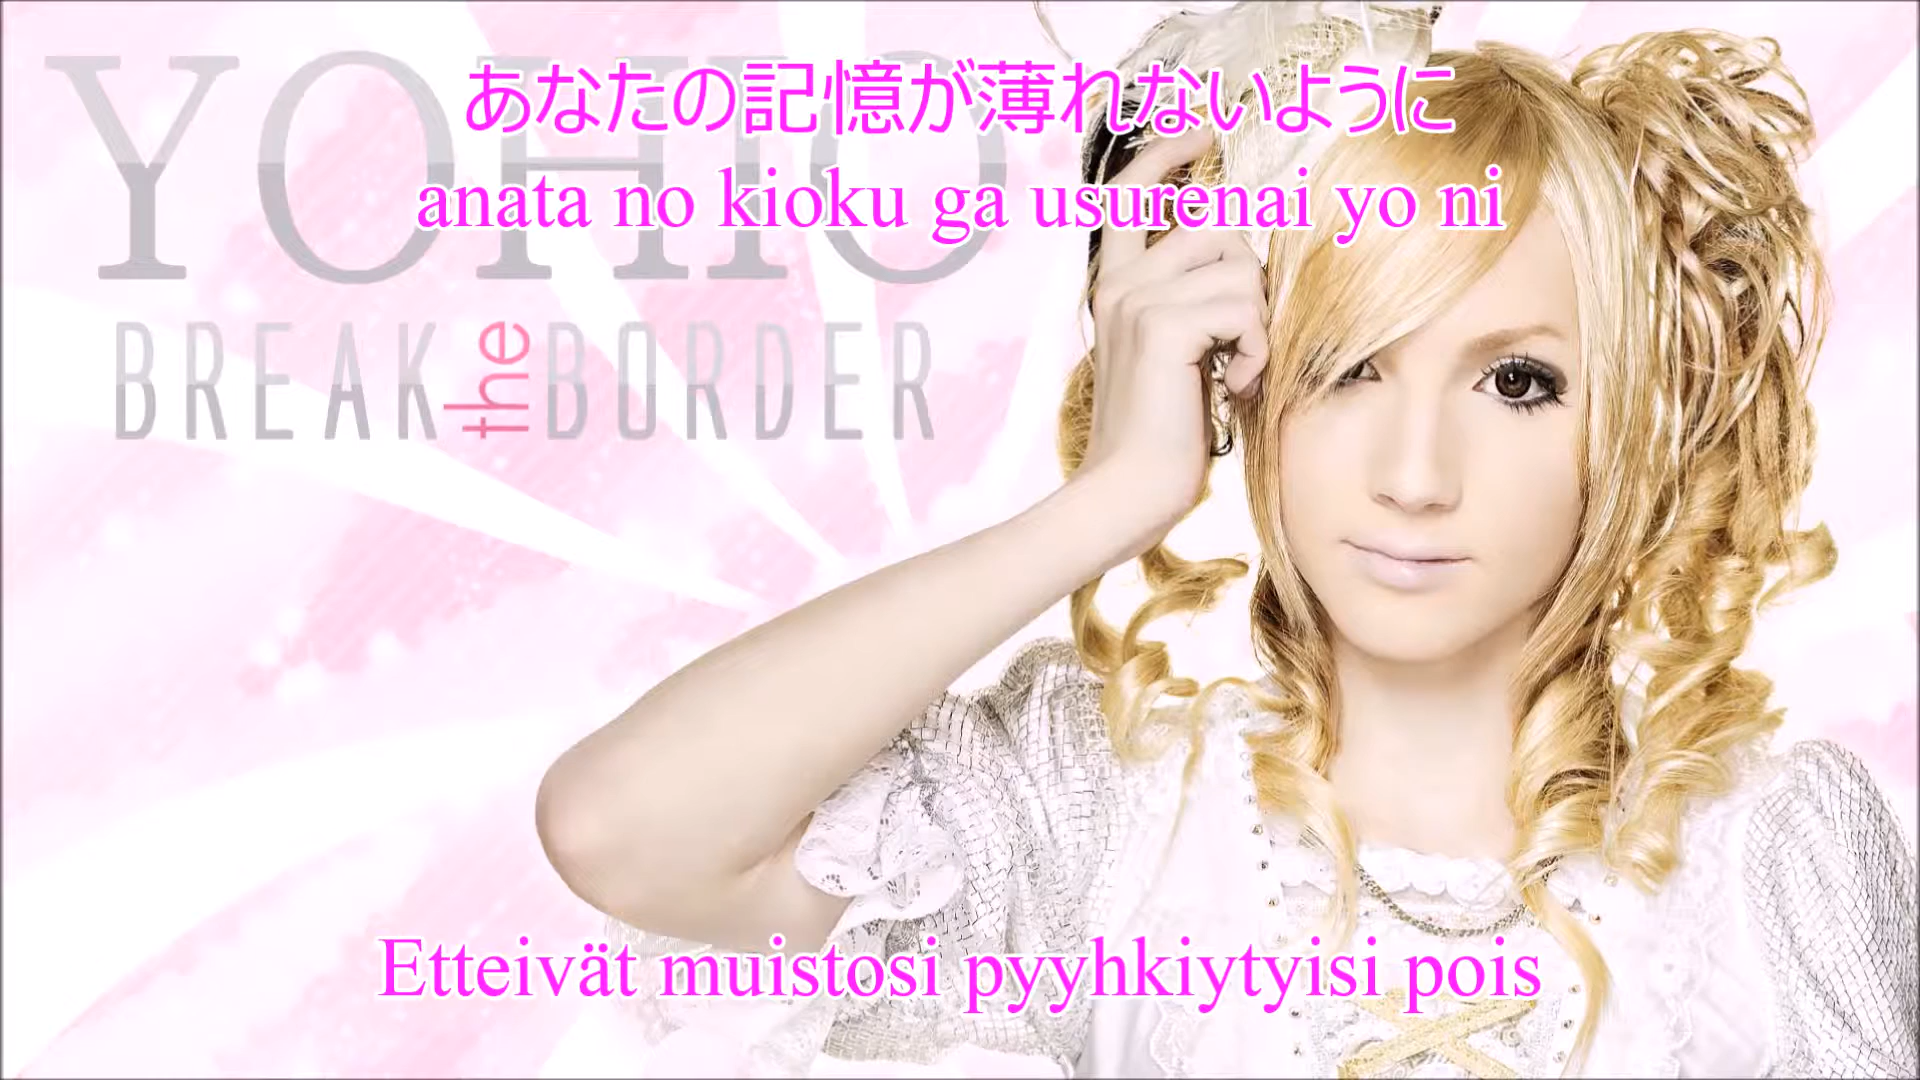 YOHIO
あなたの記憶が薄れないように
anata no kioku ga usurenai yo ni
BREAK the BORDER
Etteivät muistosi pyyhkiytyisi pois